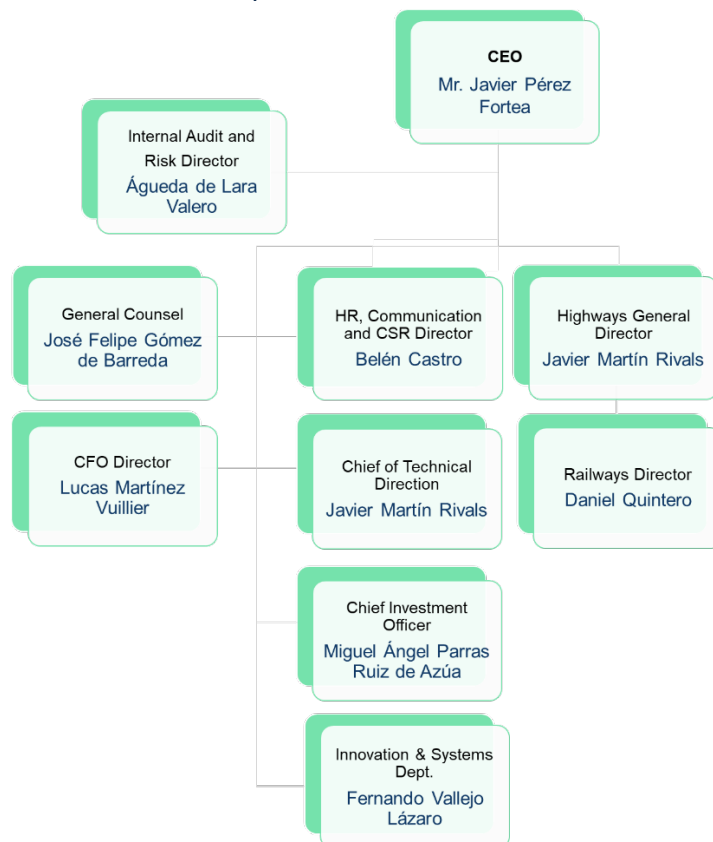 CEO
Mr. Javier Pérez
Fortea
Internal Audit and
Risk Director
Águeda de Lara
Valero
General Counsel
José Felipe Gómez
de Barreda
HR, Communication
and CSR Director
Belén Castro
Highways General
Director
Javier Martín Rivals
CFO Director
Lucas Martínez
Vuillier
Chief of Technical
Direction
Javier Martín Rivals
Railways Director
Daniel Quintero
Chief Investment
Officer
Miguel Ángel Parras
Ruiz de Azúa
Innovation & Systems
Dept.
Fernando Vallejo
Lázaro